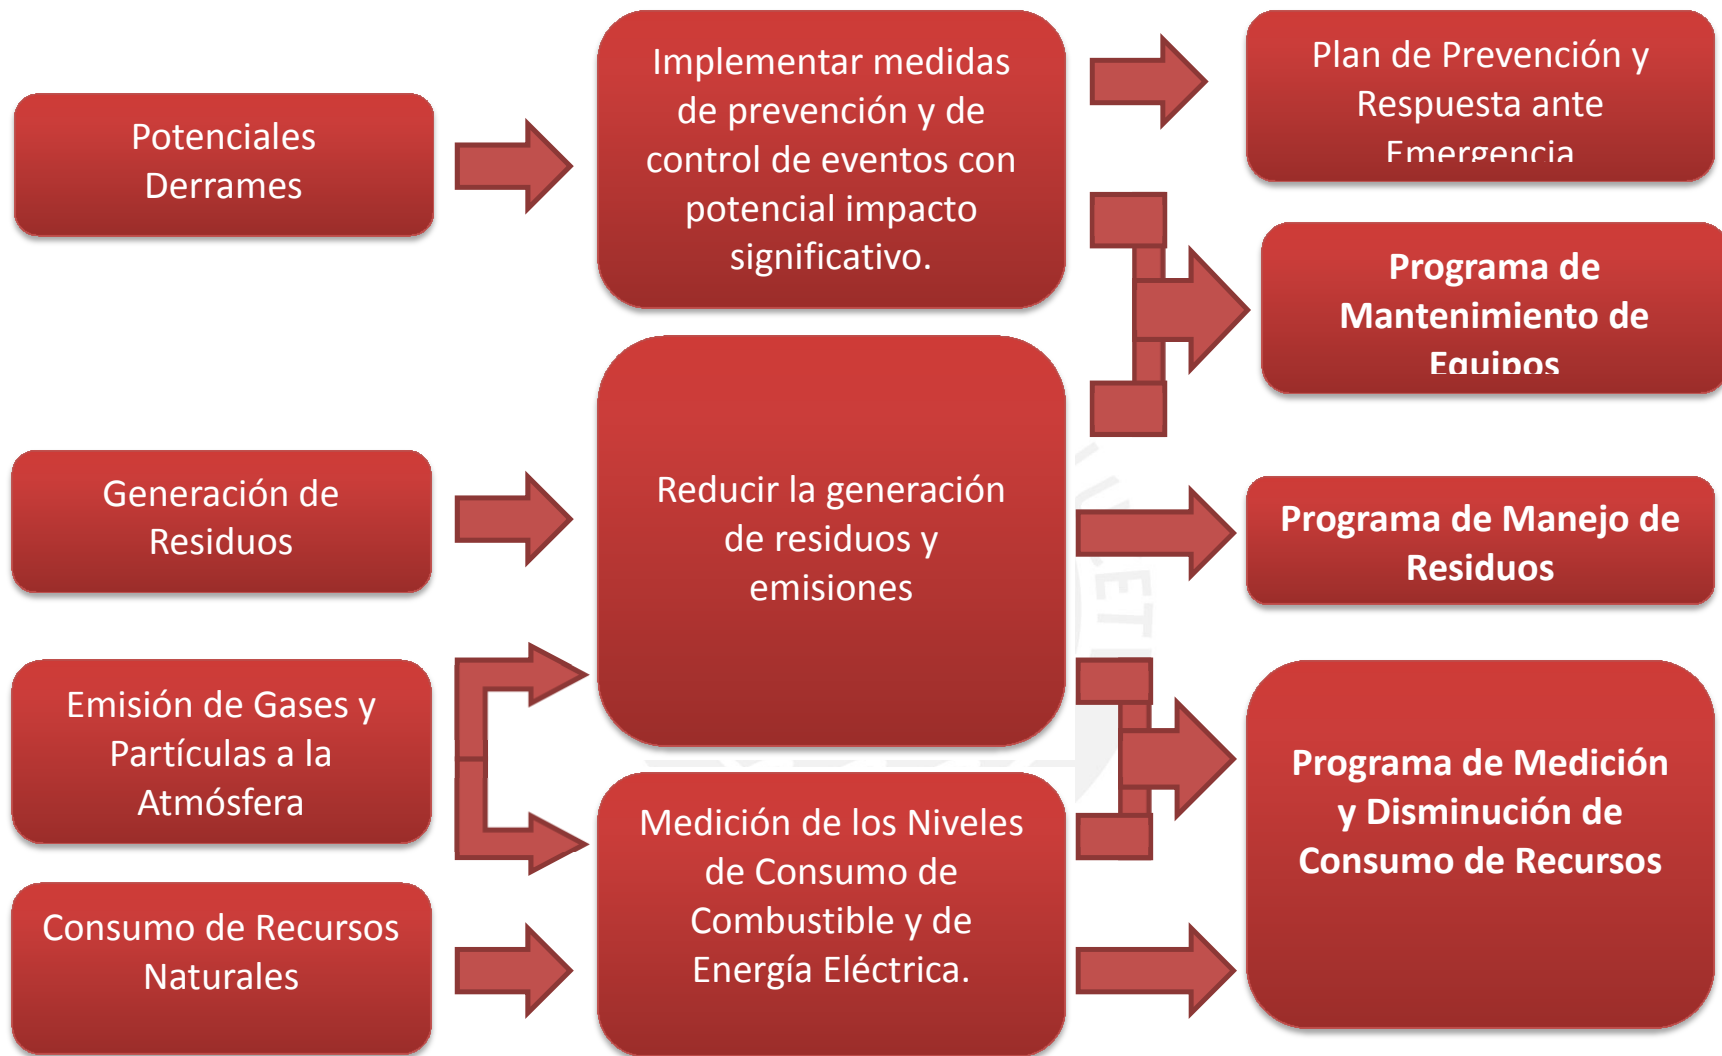 Potenciales
Derrames
Implementar medidas
de prevención y de
control de eventos con
potencial impacto
significativo.
Plan de Prevención y
Respuesta ante
Emergencia
Programa de
Mantenimiento de
Equipos
Generación de
Residuos
Reducir la generación
de residuos y
emisiones
Programa de Manejo de
Residuos
Emisión de Gases y
Partículas a la
Atmósfera
Medición de los Niveles
de Consumo de
Combustible y de
Energía Eléctrica.
Programa de Medición
y Disminución de
Consumo de Recursos
Consumo de Recursos
Naturales